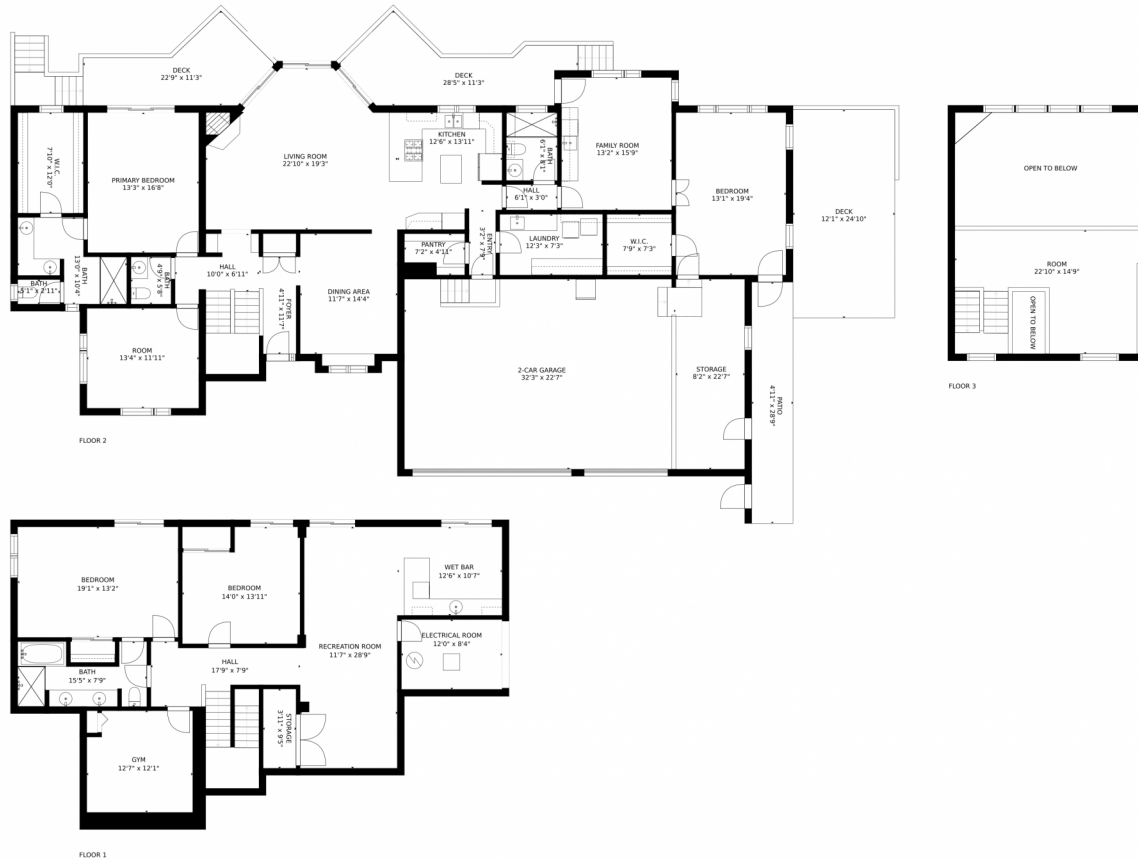 DECK
22'9" x 11'3"
DECK
28'5" x 11'3"
W.I.C.
7'10" x 12'0"
PRIMARY BEDROOM
13'3" x 16'8"
LIVING ROOM
22'10" x 19'3"
KITCHEN
12'6" x 13'11"
BATH
6'1" x 8'1"
FAMILY ROOM
13'2" x 15'9"
BEDROOM
13'1" x 19'4"
DECK
12'1" x 24'10"
HALL
6'1" x 3'0"
ENTRY
3'2" x 7'9"
PANTRY
7'2" x 4'11"
LAUNDRY
12'3" x 7'3"
W.I.C.
7'9" x 7'3"
BATH
13'0" x 10'4"
BATH
5'1" x 2'11"
BATH
4'9" x 5'8"
HALL
10'0" x 6'11"
FOYER
4'11" x 11'7"
DINING AREA
11'7" x 14'4"
ROOM
13'4" x 11'11"
2-CAR GARAGE
32'3" x 22'7"
STORAGE
8'2" x 22'7"
PATIO
4'11" x 28'9"
FLOOR 2
OPEN TO BELOW
ROOM
22'10" x 14'9"
OPEN TO BELOW
FLOOR 3
BEDROOM
19'1" x 13'2"
BEDROOM
14'0" x 13'11"
WET BAR
12'6" x 10'7"
ELECTRICAL ROOM
12'0" x 8'4"
RECREATION ROOM
11'7" x 28'9"
HALL
17'9" x 7'9"
BATH
15'5" x 7'9"
STORAGE
3'11" x 9'5"
GYM
12'7" x 12'1"
FLOOR 1